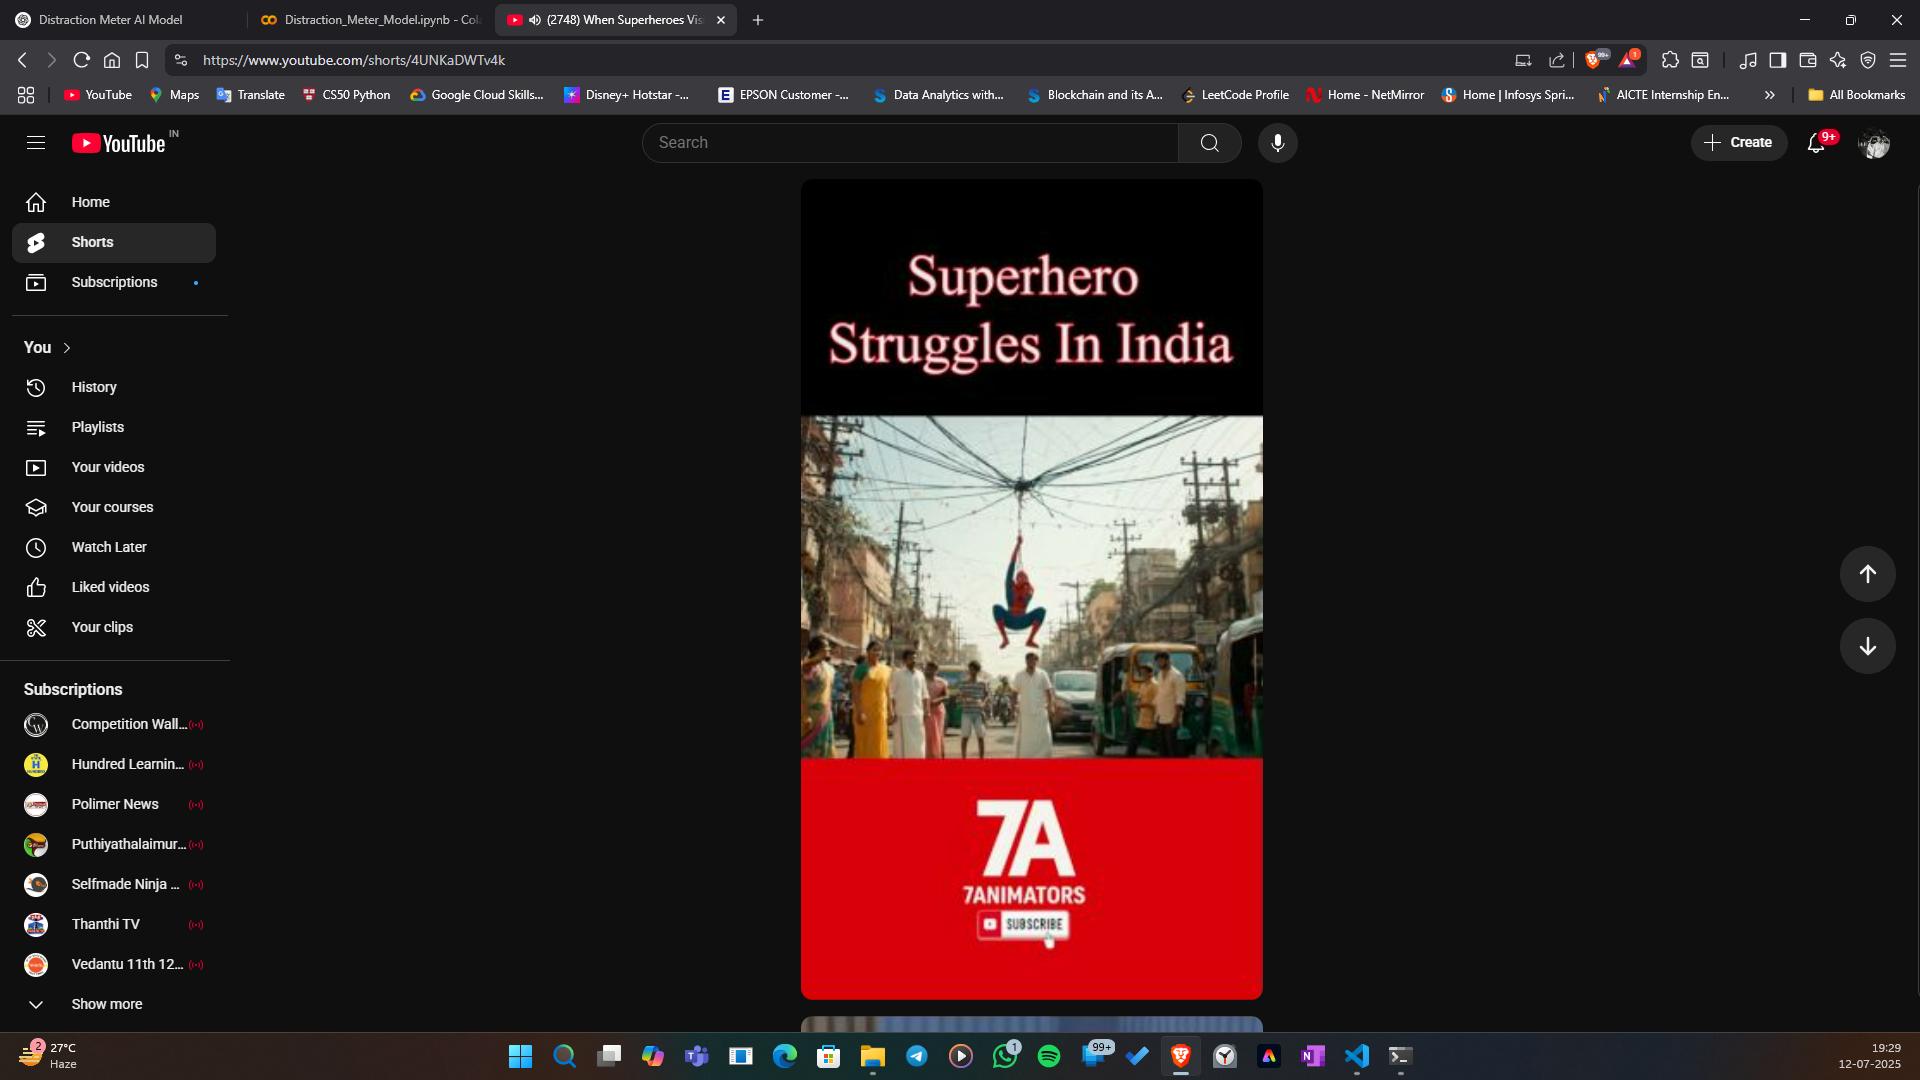 Distraction Meter AI Model
Distraction_Meter_Model.ipynb - Col
(2748) When Superheroes Vis
https://www.youtube.com/shorts/4UNKaDWTv4k
99+
1
YouTube
Maps
Translate
CS50 Python
Google Cloud Skills...
Disney+ Hotstar -...
EPSON Customer -...
Data Analytics with...
Blockchain and its A...
LeetCode Profile
Home - NetMirror
Home | Infosys Spri...
AICTE Internship En...
All Bookmarks
YouTube IN
Search
Create
9+
Home
Shorts
Subscriptions
You
History
Playlists
Your videos
Your courses
Watch Later
Liked videos
Your clips
Subscriptions
Competition Wall...
Hundred Learnin...
Polimer News
Puthiyathalaimur...
Selfmade Ninja ...
Thanthi TV
Vedantu 11th 12...
Show more
Superhero
Struggles In India
7A
7ANIMATORS
SUBSCRIBE
2
27°C
Haze
1
99+
19:29
12-07-2025